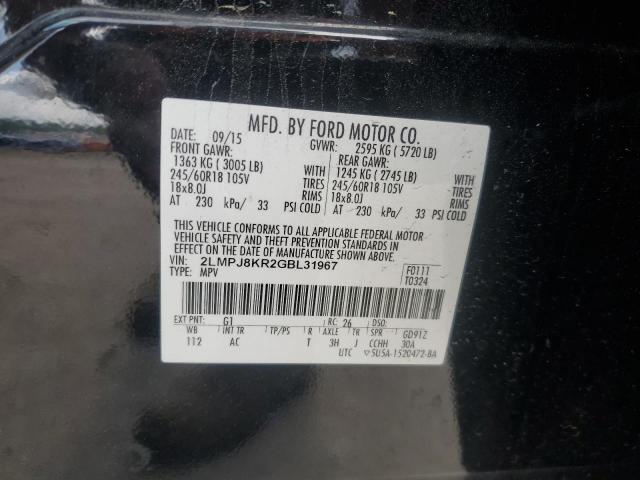 MFD. BY FORD MOTOR CO.
DATE: 09/15 GVWR: 2595 KG ( 5720 LB)
FRONT GAWR: REAR GAWR:
1363 KG ( 3005 LB) WITH 1245 KG ( 2745 LB) WITH
245/60R18 105V TIRES 245/60R18 105V TIRES
18x8.0J RIMS 18x8.0J RIMS
AT 230 kPa/ 33 PSI COLD AT 230 kPa/ 33 PSI COLD
THIS VEHICLE CONFORMS TO ALL APPLICABLE FEDERAL MOTOR
VEHICLE SAFETY AND THEFT PREVENTION STANDARDS IN
EFFECT ON THE DATE OF MANUFACTURE SHOWN ABOVE.
VIN: 2LMPJ8KR2GBL31967
TYPE: MPV
F0111
T0324
EXT PNT: G1 RC: 26 DSO:
WB INT TR TP/PS R AXLE TR SPR GD91Z
112 AC T 3H J CCHH 30A
UTC ▽5U5A-1520472-BA